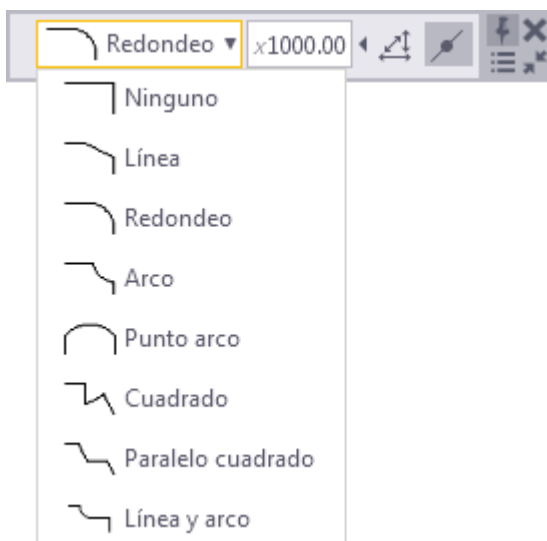 Redondeo x1000.00
Ninguno
Línea
Redondeo
Arco
Punto arco
Cuadrado
Paralelo cuadrado
Línea y arco